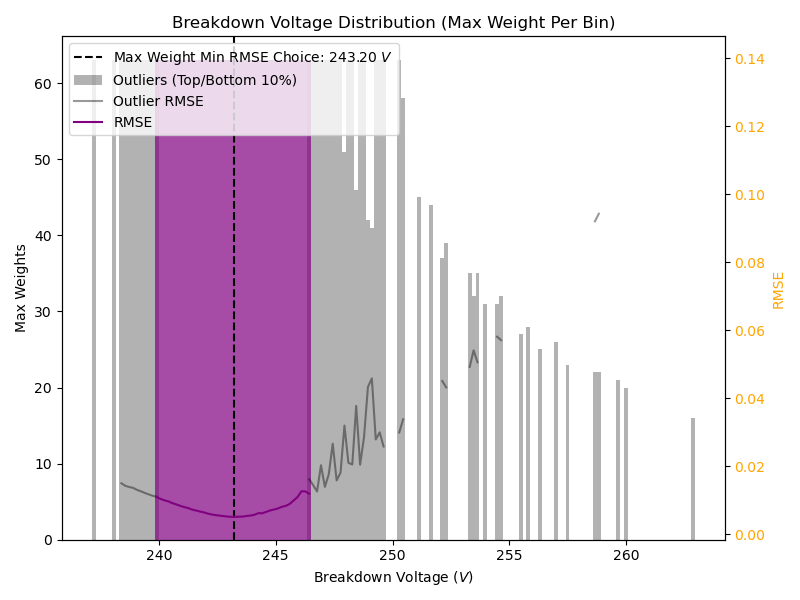 Breakdown Voltage Distribution (Max Weight Per Bin)
Max Weight Min RMSE Choice: 243.20 V
Outliers (Top/Bottom 10%)
Outlier RMSE
RMSE
Max Weights
60
50
40
30
20
10
0
0.14
0.12
0.10
0.08
0.06
0.04
0.02
0.00
RMSE
240 245 250 255 260
Breakdown Voltage (V)